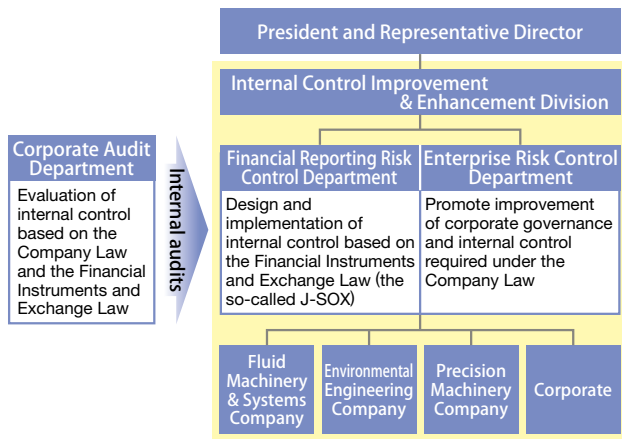 President and Representative Director
Internal Control Improvement
& Enhancement Division
Corporate Audit
Department
Evaluation of
internal control
based on the
Company Law
and the Financial
Instruments and
Exchange Law
Internal audits
Financial Reporting Risk
Control Department
Design and
implementation of
internal control based on
the Financial Instruments
and Exchange Law (the
so-called J-SOX)
Enterprise Risk Control
Department
Promote improvement
of corporate governance
and internal control
required under the
Company Law
Fluid
Machinery
& Systems
Company
Environmental
Engineering
Company
Precision
Machinery
Company
Corporate